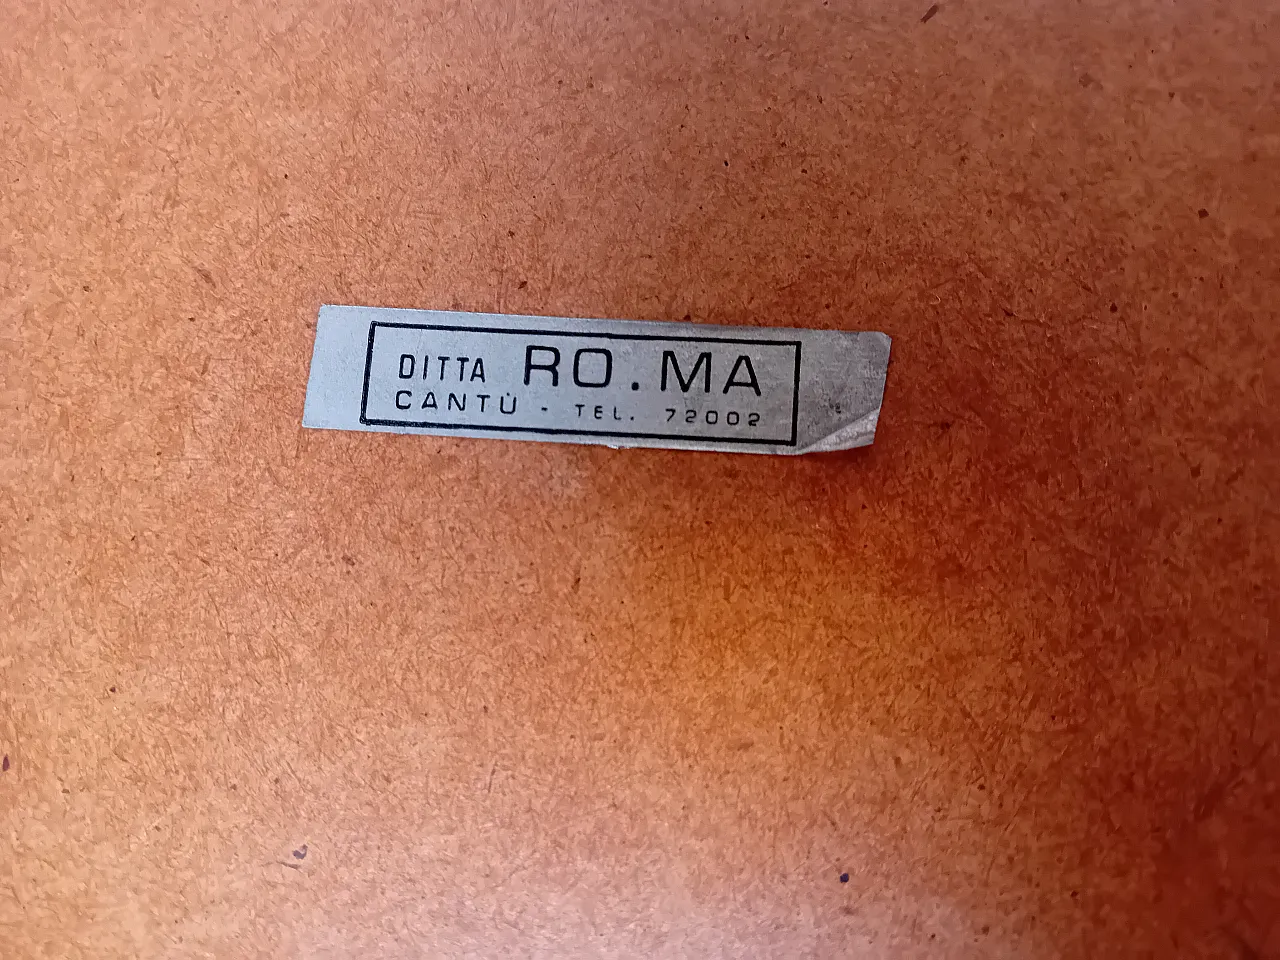 DITTA RO.MA
CANTÙ - TEL. 72002